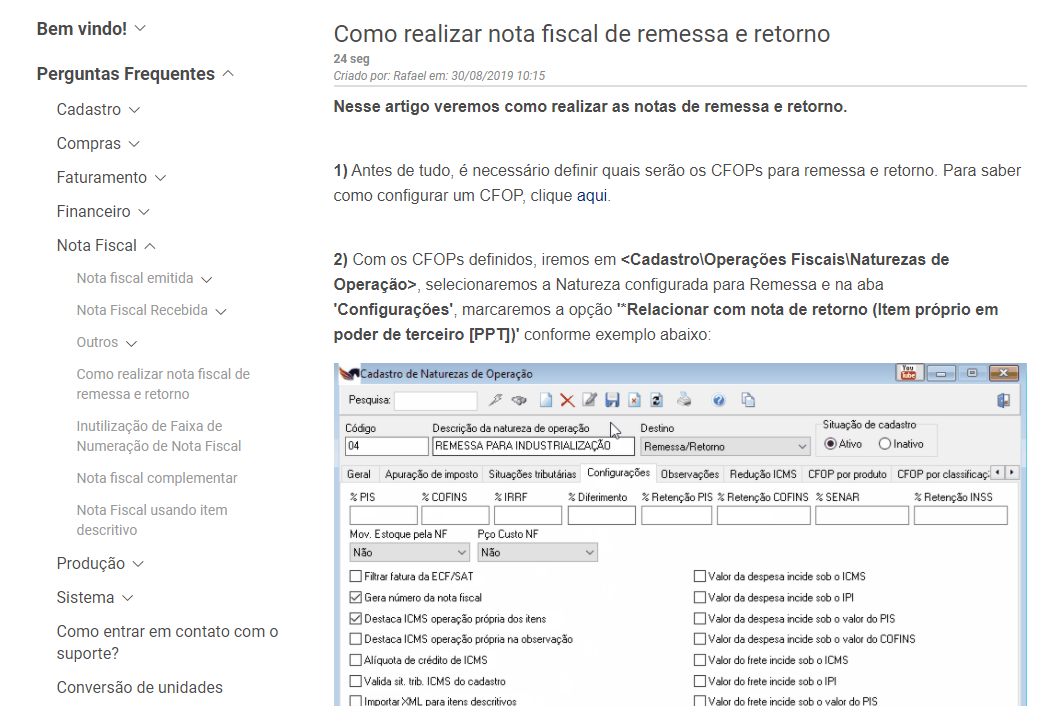 Bem vindo!
Perguntas Frequentes
Cadastro
Compras
Faturamento
Financeiro
Nota Fiscal
Nota fiscal emitida
Nota Fiscal Recebida
Outros
Como realizar nota fiscal de
remessa e retorno
Inutilização de Faixa de
Numeração de Nota Fiscal
Nota fiscal complementar
Nota Fiscal usando item
descritivo
Produção
Sistema
Como entrar em contato com o
suporte?
Conversão de unidades
Como realizar nota fiscal de remessa e retorno
24 seg
Criado por: Rafael em: 30/08/2019 10:15
Nesse artigo veremos como realizar as notas de remessa e retorno.
1) Antes de tudo, é necessário definir quais serão os CFOPs para remessa e retorno. Para saber
como configurar um CFOP, clique aqui.
2) Com os CFOPs definidos, iremos em <Cadastro\Operações Fiscais\Naturezas de
Operação>, selecionaremos a Natureza configurada para Remessa e na aba
'Configurações', marcaremos a opção '*Relacionar com nota de retorno (Item próprio em
poder de terceiro [PPT])' conforme exemplo abaixo:
Cadastro de Naturezas de Operação
You Tube
Pesquisa:
Código Descrição da natureza de operação Destino Situação de cadastro
04 REMESSA PARA INDUSTRIALIZAÇÃO Remessa/Retorno Ativo Inativo
Geral Apuração de imposto Situações tributárias Configurações Observações Redução ICMS CFOP por produto CFOP por classificaç
% PIS % COFINS % IRRF % Diferimento % Retenção PIS % Retenção COFINS % SENAR % Retenção INSS
Mov. Estoque pela NF Pço Custo NF
Não Não
Filtrar fatura da ECF/SAT Valor da despesa incide sob o ICMS
Gera número da nota fiscal Valor da despesa incide sob o IPI
Destaca ICMS operação própria dos itens Valor da despesa incide sob o valor do PIS
Destaca ICMS operação própria na observação Valor da despesa incide sob o valor do COFINS
Alíquota de crédito de ICMS Valor do frete incide sob o ICMS
Valida sit. trib. ICMS do cadastro Valor do frete incide sob o IPI
Importar XML para itens descritivos Valor do frete incide sob o valor do PIS